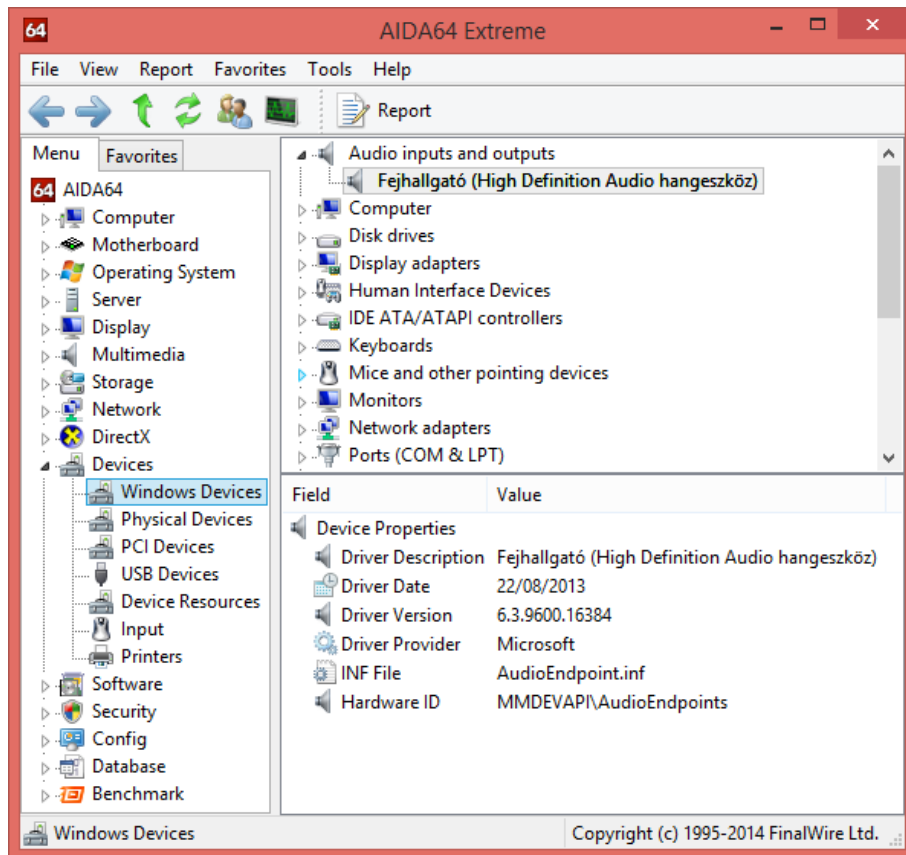 64 AIDA64 Extreme
File View Report Favorites Tools Help
Report
Menu Favorites
64 AIDA64
Computer
Motherboard
Operating System
Server
Display
Multimedia
Storage
Network
DirectX
Devices
Windows Devices
Physical Devices
PCI Devices
USB Devices
Device Resources
Input
Printers
Software
Security
Config
Database
Benchmark
Audio inputs and outputs
Fejhallgató (High Definition Audio hangeszköz)
Computer
Disk drives
Display adapters
Human Interface Devices
IDE ATA/ATAPI controllers
Keyboards
Mice and other pointing devices
Monitors
Network adapters
Ports (COM & LPT)
Field Value
Device Properties
Driver Description Fejhallgató (High Definition Audio hangeszköz)
Driver Date 22/08/2013
Driver Version 6.3.9600.16384
Driver Provider Microsoft
INF File AudioEndpoint.inf
Hardware ID MMDEVAPI\AudioEndpoints
Windows Devices Copyright (c) 1995-2014 FinalWire Ltd.